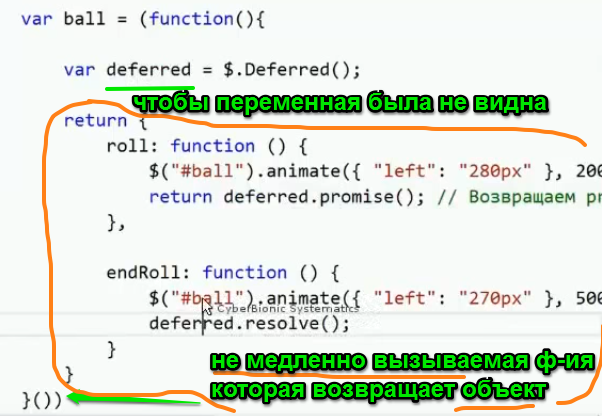 var ball = (function(){
var deferred = $.Deferred();
чтобы переменная была не видна
return {
roll: function () {
$("#ball").animate({ "left": "280px" }, 200
return deferred.promise(); // Возвращаем pr
},
endRoll: function () {
$("#ball").animate({ "left": "270px" }, 500
CyberBionic Systematics
deferred.resolve();
}
не медленно вызываемая ф-ия
которая возвращает объект
}
}())